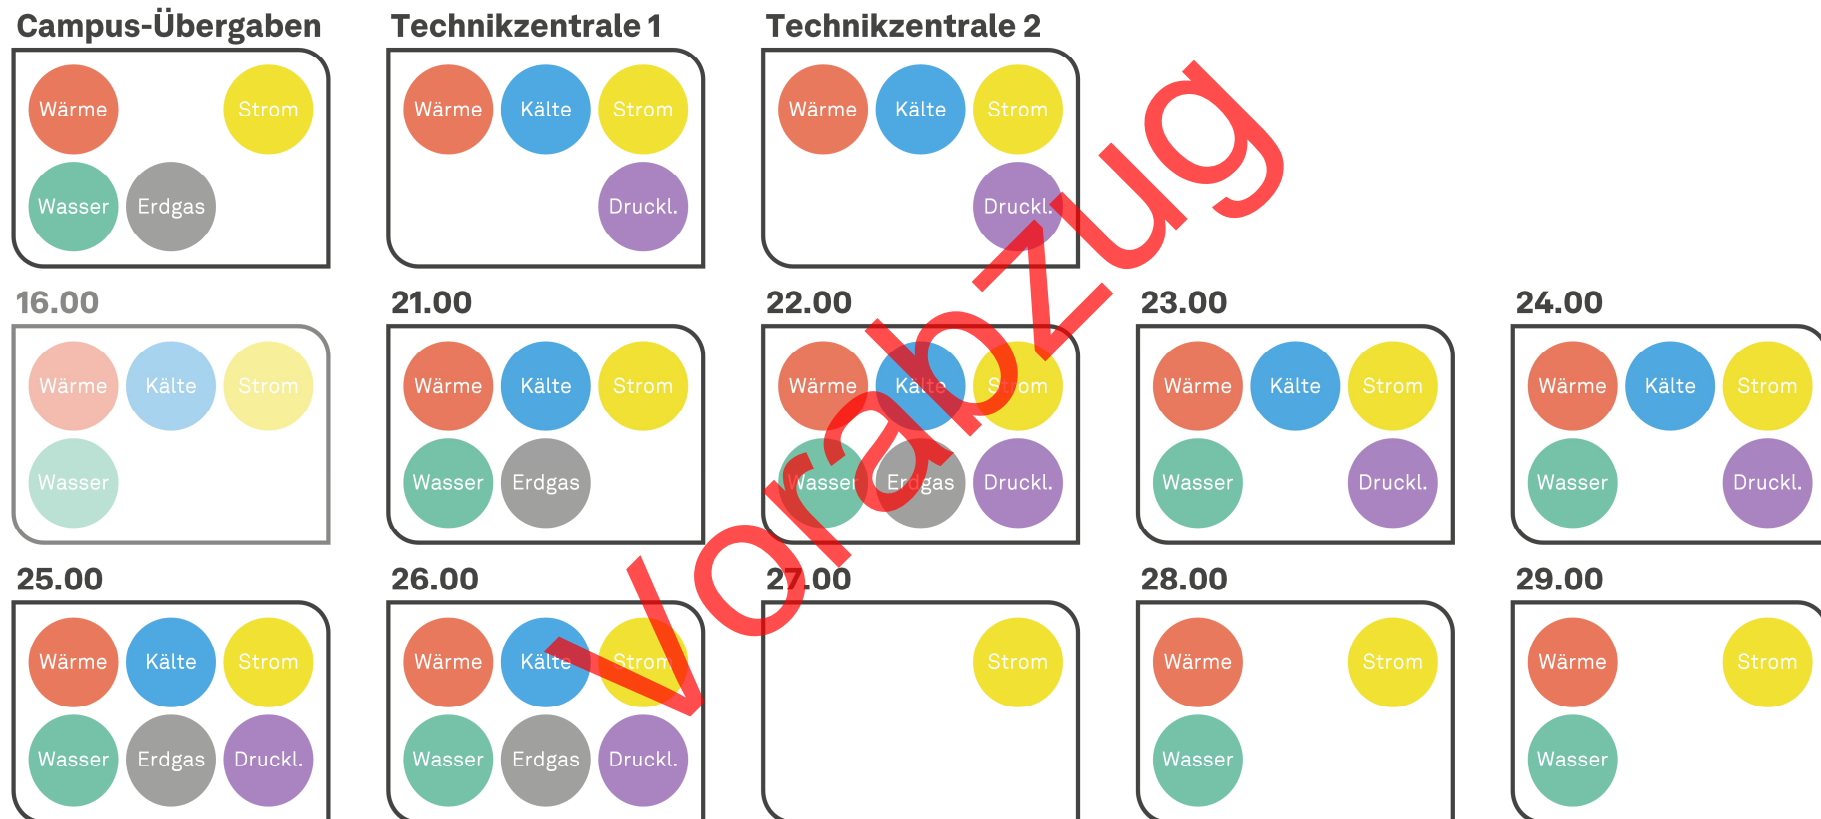 Campus-Übergaben Technikzentrale 1 Technikzentrale 2
Wärme Strom Wärme Kälte Strom Wärme Kälte Strom
Wasser Erdgas Druckl. Druckl.
16.00 21.00 22.00 23.00 24.00
Wärme Kälte Strom Wärme Kälte Strom Wärme Kälte Strom Wärme Kälte Strom Wärme Kälte Strom
Wasser Wasser Erdgas Wasser Erdgas Druckl. Wasser Druckl. Wasser Druckl.
25.00 26.00 27.00 28.00 29.00
Wärme Kälte Strom Wärme Kälte Strom Strom Wärme Strom Wärme Strom
Wasser Erdgas Druckl. Wasser Erdgas Druckl. Wasser Wasser
Vorabzug